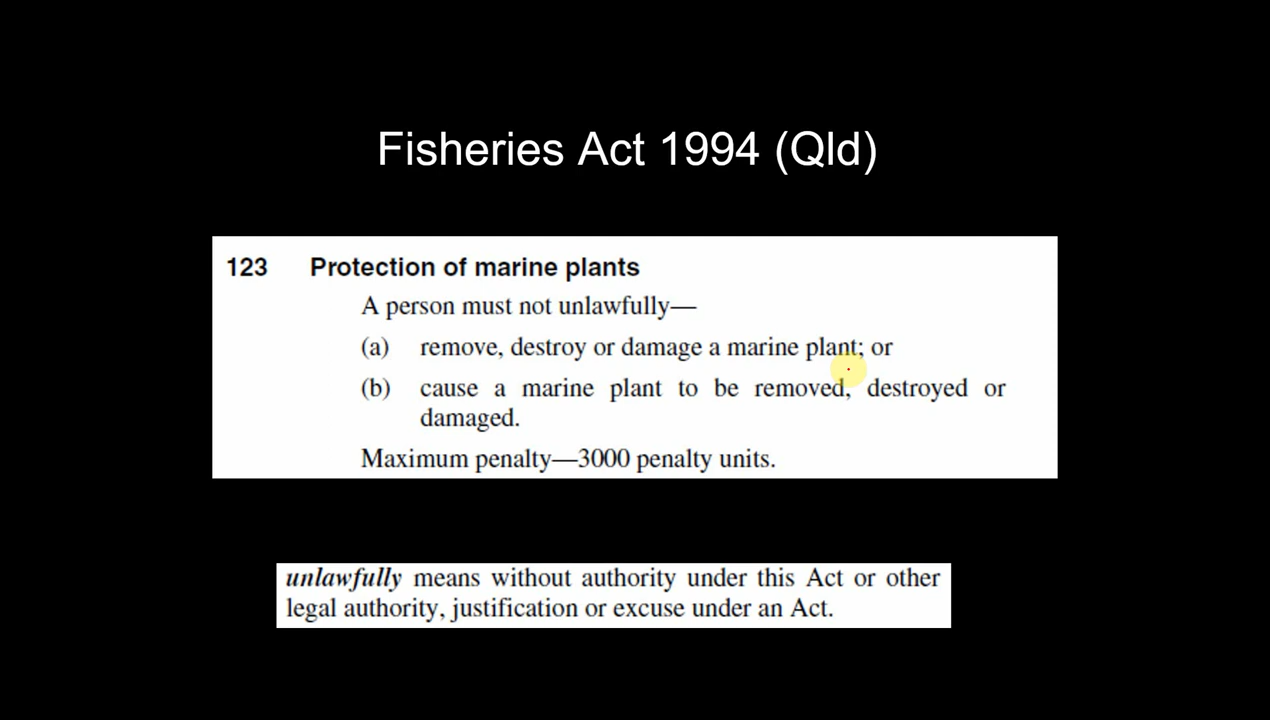 Fisheries Act 1994 (Qld)
123 Protection of marine plants
A person must not unlawfully—
(a) remove, destroy or damage a marine plant; or
(b) cause a marine plant to be removed, destroyed or
damaged.
Maximum penalty—3000 penalty units.
unlawfully means without authority under this Act or other
legal authority, justification or excuse under an Act.